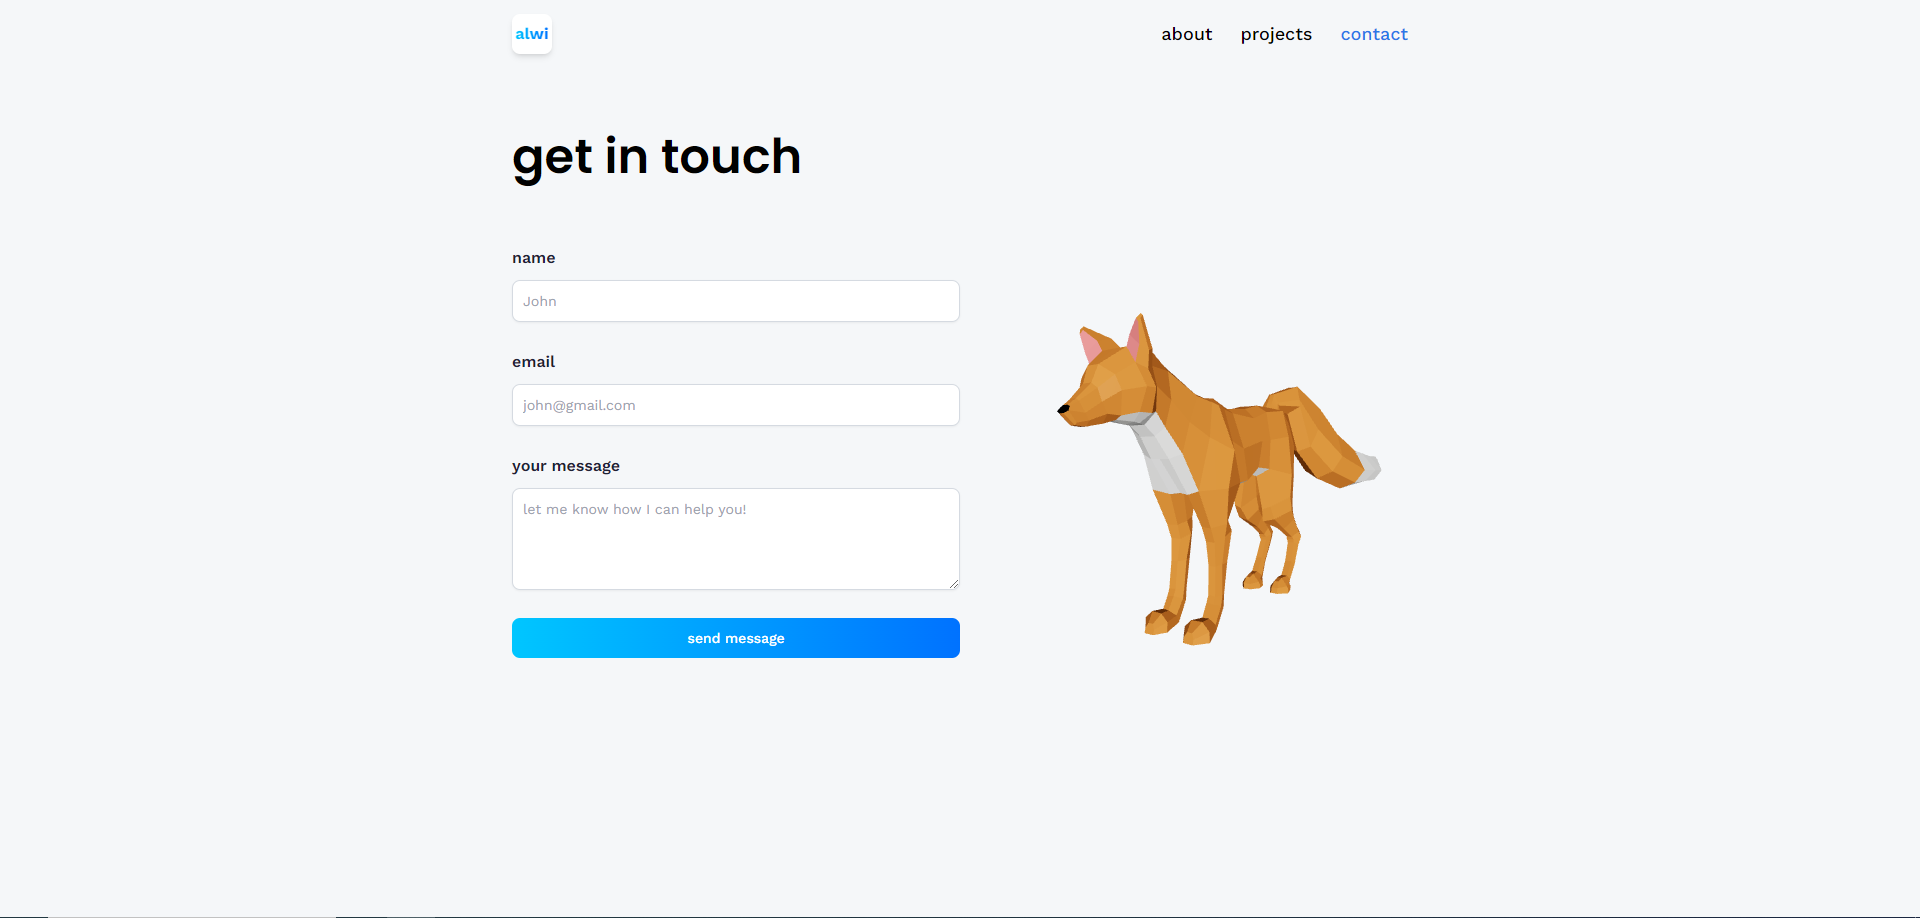 alwi
about projects contact
get in touch
name
John
email
john@gmail.com
your message
let me know how I can help you!
send message